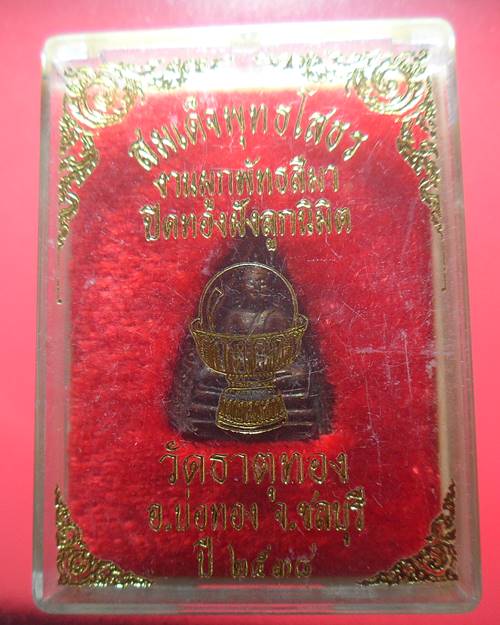 สมเด็จพุทธโสธร
งานผูกพัทธสีมา
ปิดทองฝังลูกนิมิต
วัดธาตุทอง
อ.บ่อทอง จ.ชลบุรี
ปี ๒๕๓๘